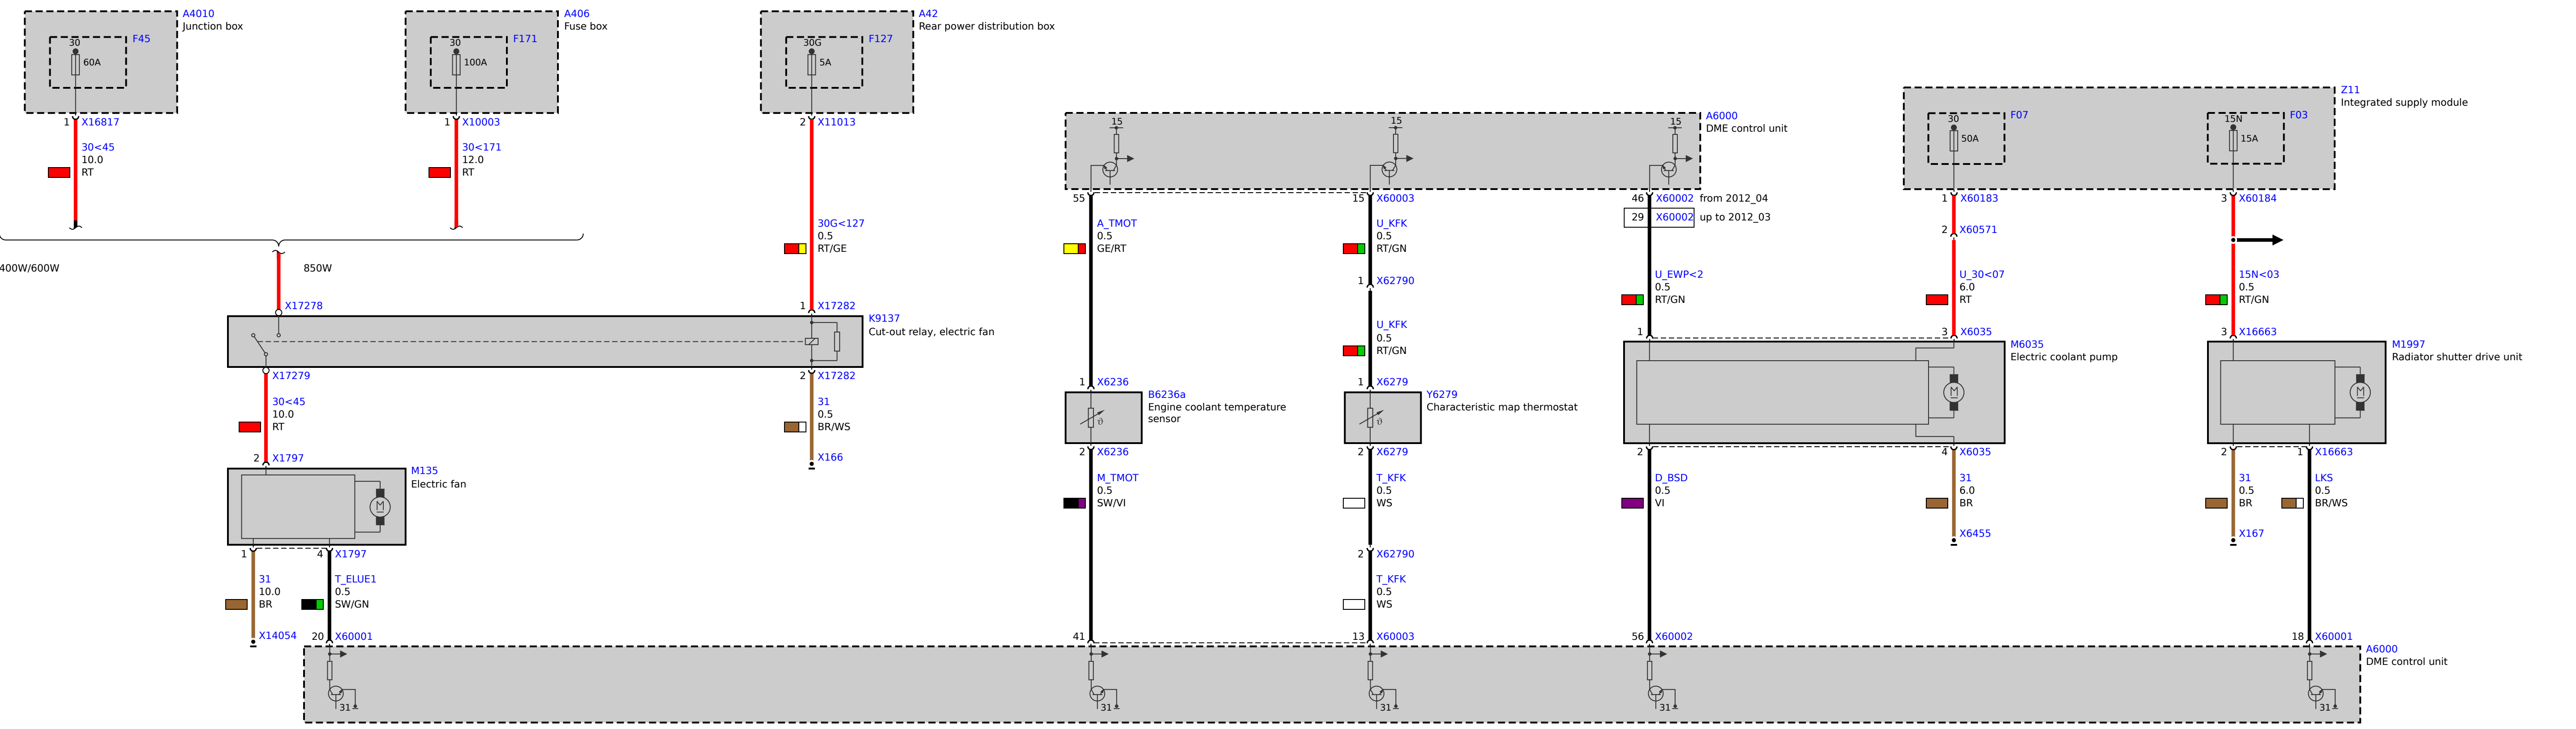 A4010
Junction box
30
F45
60A
1 X16817
30<45
10.0
RT
A406
Fuse box
30
F171
100A
1 X10003
30<171
12.0
RT
A42
Rear power distribution box
30G
F127
5A
2 X11013
30G<127
0.5
RT/GE
400W/600W
850W
X17278
1 X17282
K9137
Cut-out relay, electric fan
X17279
2 X17282
30<45
10.0
RT
31
0.5
BR/WS
X166
2 X1797
M135
Electric fan
M
1
4 X1797
31
10.0
BR
T_ELUE1
0.5
SW/GN
X14054
20 X60001
15
15
15
A6000
DME control unit
55
15 X60003
46 X60002 from 2012_04
29 X60002 up to 2012_03
A_TMOT
0.5
GE/RT
U_KFK
0.5
RT/GN
1 X62790
U_KFK
0.5
RT/GN
U_EWP<2
0.5
RT/GN
1 X6236
B6236a
Engine coolant temperature
sensor
ϑ
2 X6236
M_TMOT
0.5
SW/VI
41
1 X6279
Y6279
Characteristic map thermostat
ϑ
2 X6279
T_KFK
0.5
WS
2 X62790
T_KFK
0.5
WS
13 X60003
Z11
Integrated supply module
30
F07
50A
15N
F03
15A
1 X60183
2 X60571
U_30<07
6.0
RT
3 X60184
15N<03
0.5
RT/GN
1
3 X6035
M6035
Electric coolant pump
M
2
4 X6035
D_BSD
0.5
VI
31
6.0
BR
X6455
56 X60002
3 X16663
M1997
Radiator shutter drive unit
M
2
1 X16663
31
0.5
BR
LKS
0.5
BR/WS
X167
18 X60001
A6000
DME control unit
31
31
31
31
31